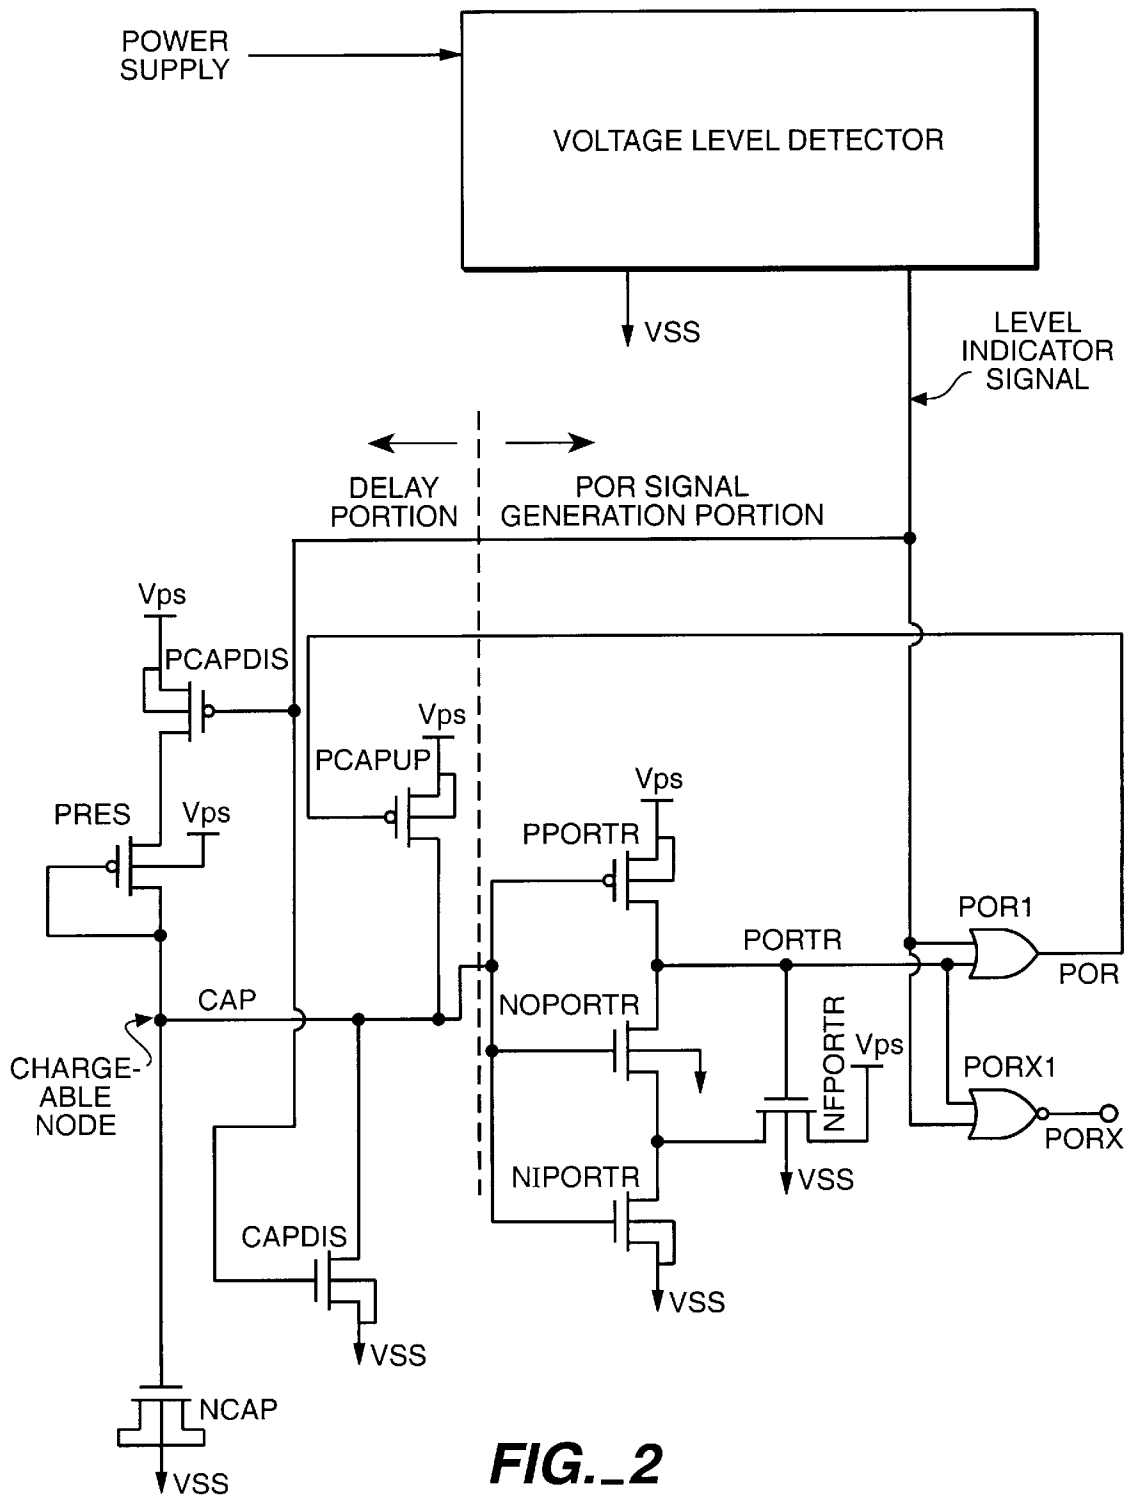 POWER
SUPPLY
VOLTAGE LEVEL DETECTOR
VSS
LEVEL
INDICATOR
SIGNAL
DELAY
PORTION
POR SIGNAL
GENERATION PORTION
Vps
PCAPDIS
Vps
PCAPUP
PRES
Vps
Vps
PPORTR
POR1
PORTR
POR
CAP
NOPORTR
NFPORTR
Vps
CHARGE-
ABLE
NODE
PORX1
PORX
NIPORTR
VSS
CAPDIS
VSS
VSS
NCAP
VSS
FIG._2